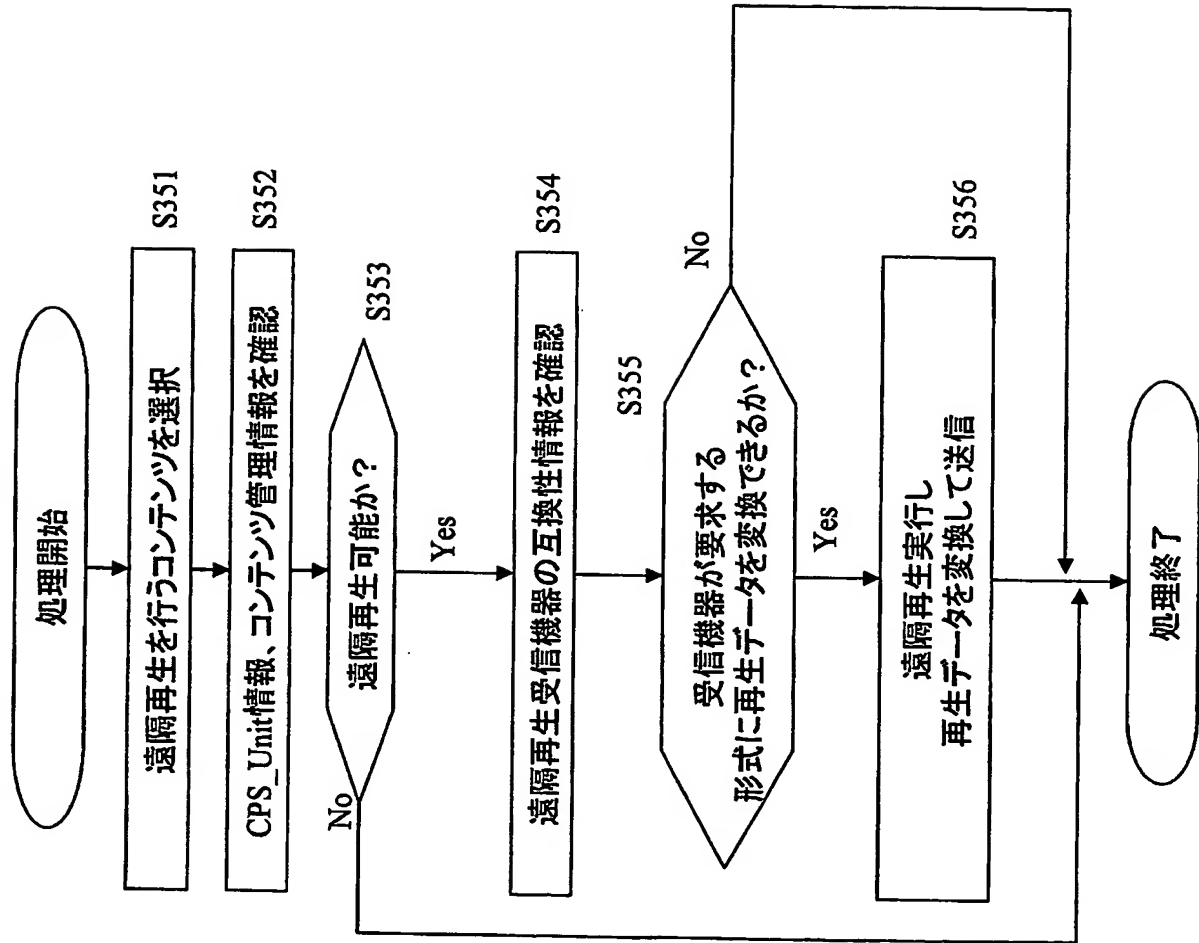 処理開始
遠隔再生を行うコンテンツを選択
S351
CPS_Unit情報、コンテンツ管理情報を確認
S352
遠隔再生可能か?
S353
No
Yes
遠隔再生受信機器の互換性情報を確認
S354
S355
受信機器が要求する
形式に再生データを変換できるか?
No
Yes
遠隔再生実行し
再生データを変換して送信
S356
処理終了